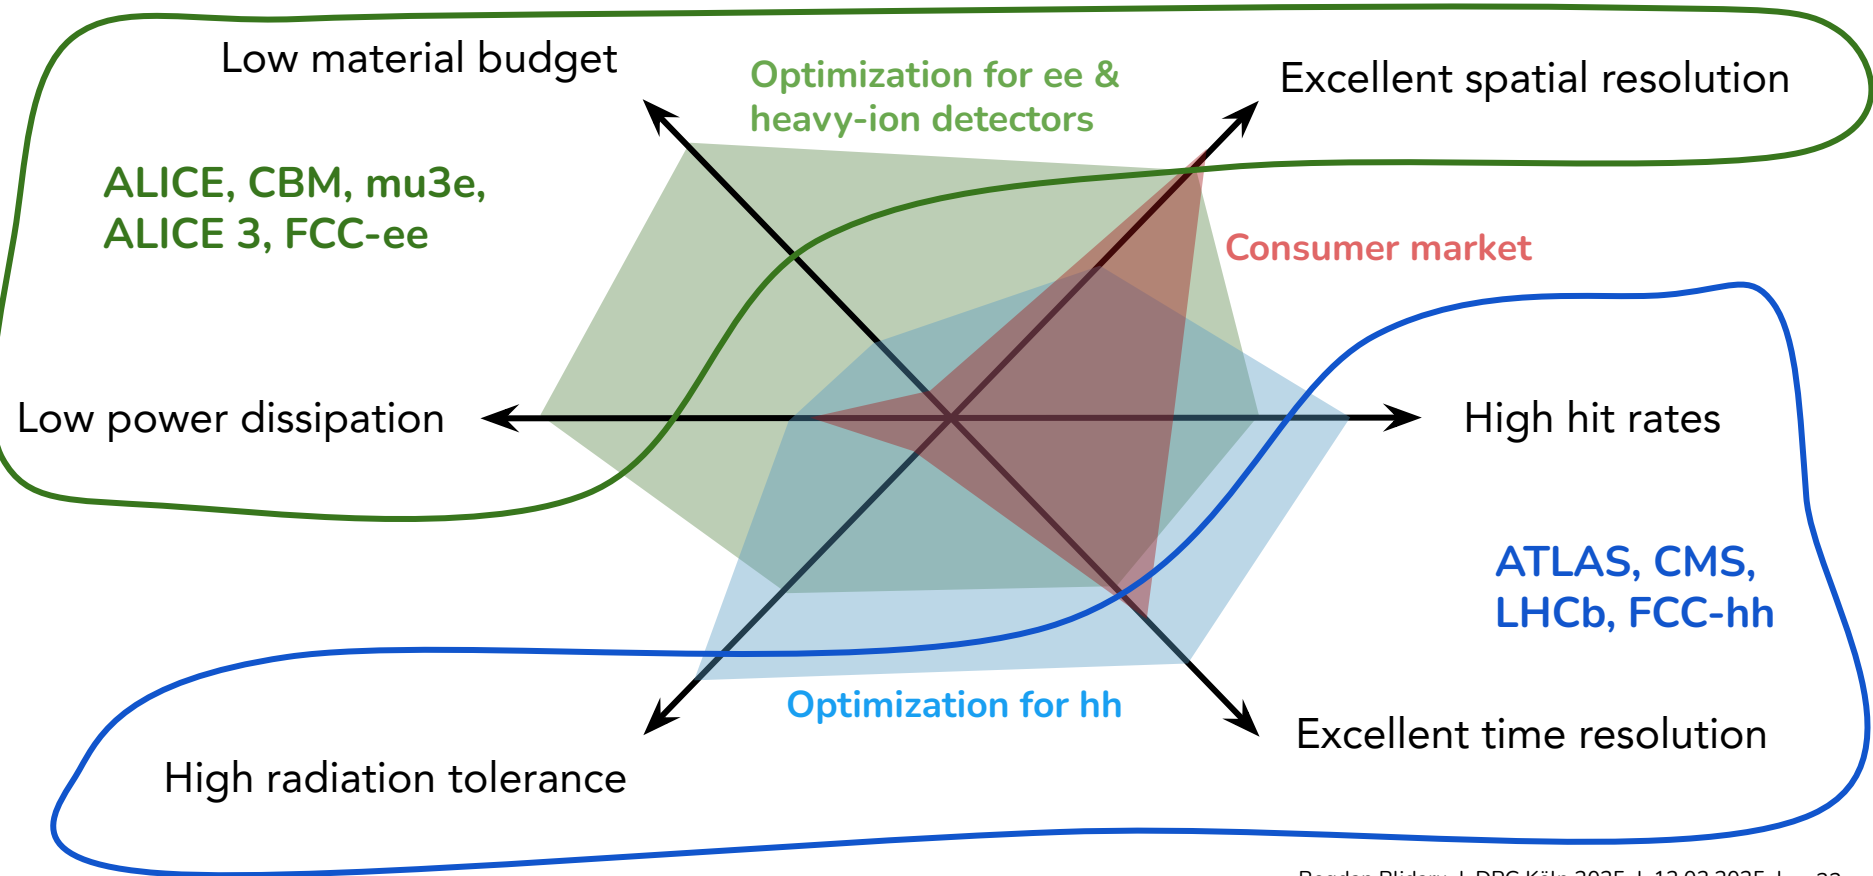 Low material budget
Optimization for ee &
heavy-ion detectors
Excellent spatial resolution
ALICE, CBM, mu3e,
ALICE 3, FCC-ee
Consumer market
Low power dissipation
High hit rates
ATLAS, CMS,
LHCb, FCC-hh
Optimization for hh
Excellent time resolution
High radiation tolerance